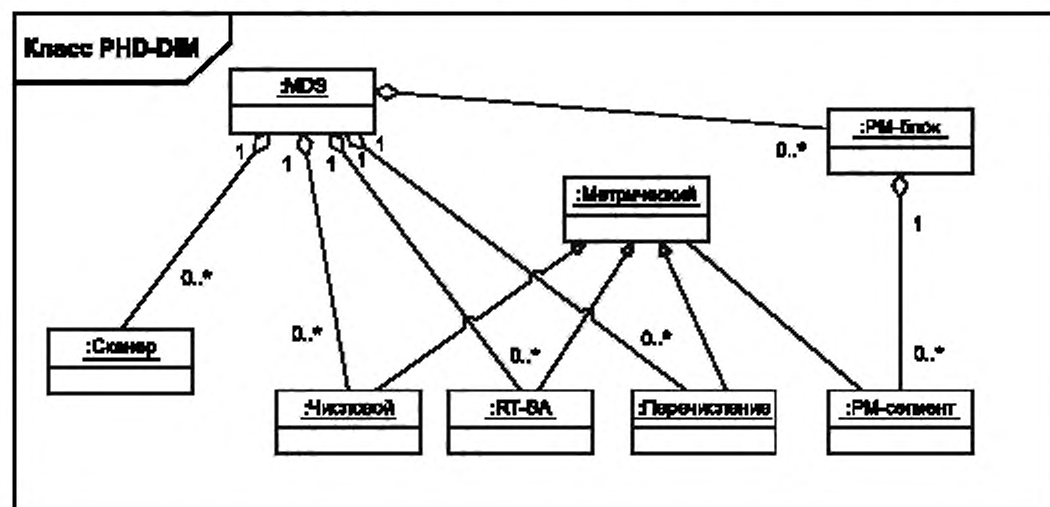 Класс PHD-DIM
:MDS
:PM-блок
1
1
1
1
0..*
:Метрический
1
0..*
0..*
0..*
0..*
0..*
:Сканер
:Числовой
:RT-SA
:Перечисление
:PM-сегмент